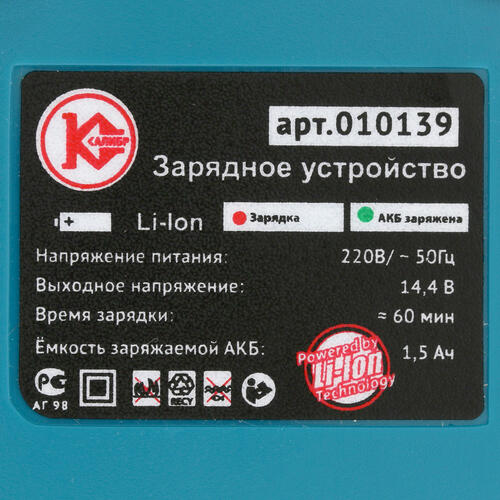 КАЛИБР
арт.010139
Зарядное устройство
Li-Ion
Зарядка
АКБ заряжена
Напряжение питания: 220В/ ~ 50Гц
Выходное напряжение: 14,4 В
Время зарядки: ≈ 60 мин
Ёмкость заряжаемой АКБ: 1,5 Ач
Powered by
Li-Ion
Technology
РСТ
RECY
АГ 98